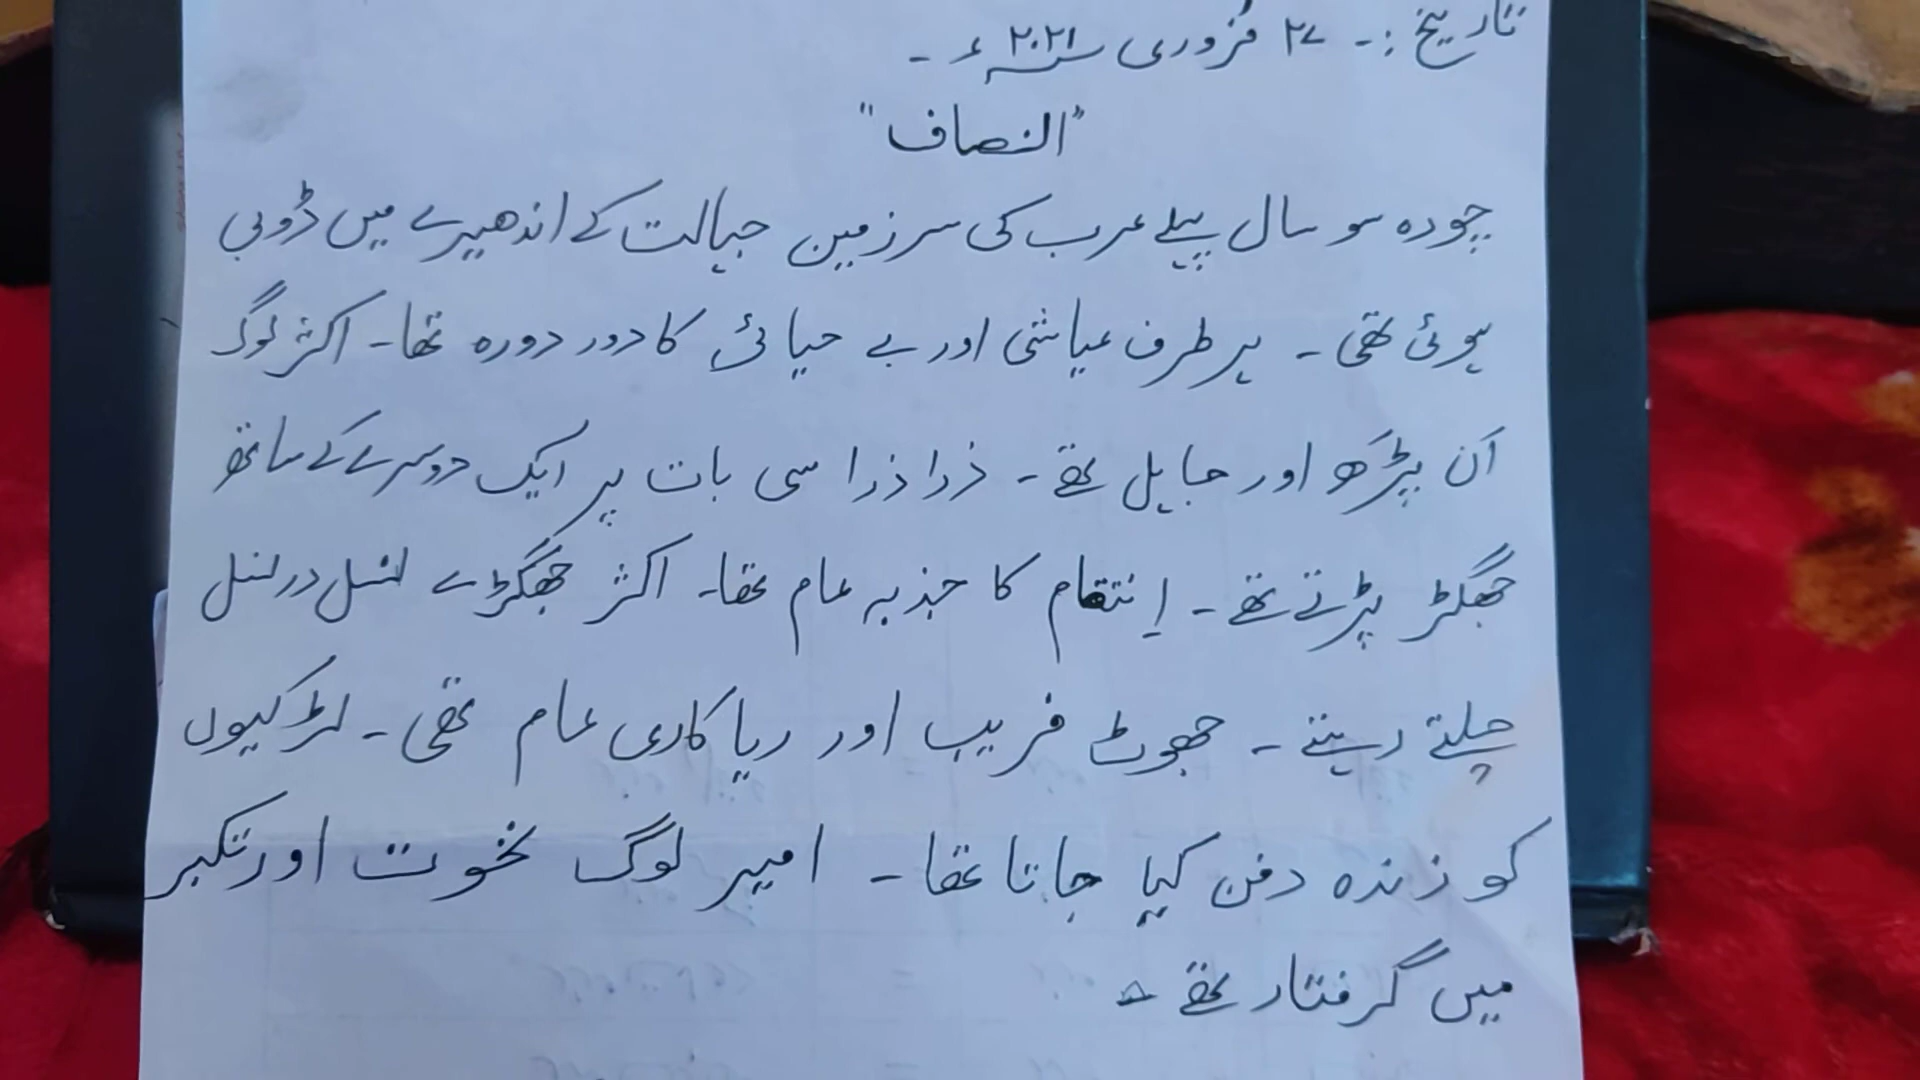 تاریخ :۔ ۲۷ فروری ۲۰۲۱ء ۔
"انصاف"
چودہ سو سال پہلے عرب کی سرزمین جہالت کے اندھیرے میں ڈوبی
ہوئی تھی ۔ ہر طرف عیاشی اور بے حیائی کا دور دورہ تھا۔ اکثر لوگ
اَن پڑھ اور جاہل تھے ۔ ذرا ذرا سی بات پر ایک دوسرے کے ساتھ
جھگڑ پڑتے تھے ۔ اِنتقام کا جذبہ عام تھا۔ اکثر جھگڑے نسل در نسل
چلتے رہتے ۔ جھوٹ فریب اور ریاکاری عام تھی ۔ لڑکیوں
کو زندہ دفن کیا جاتا تھا ۔ امیر لوگ نخوت اور تکبر
میں گرفتار تھے ۔